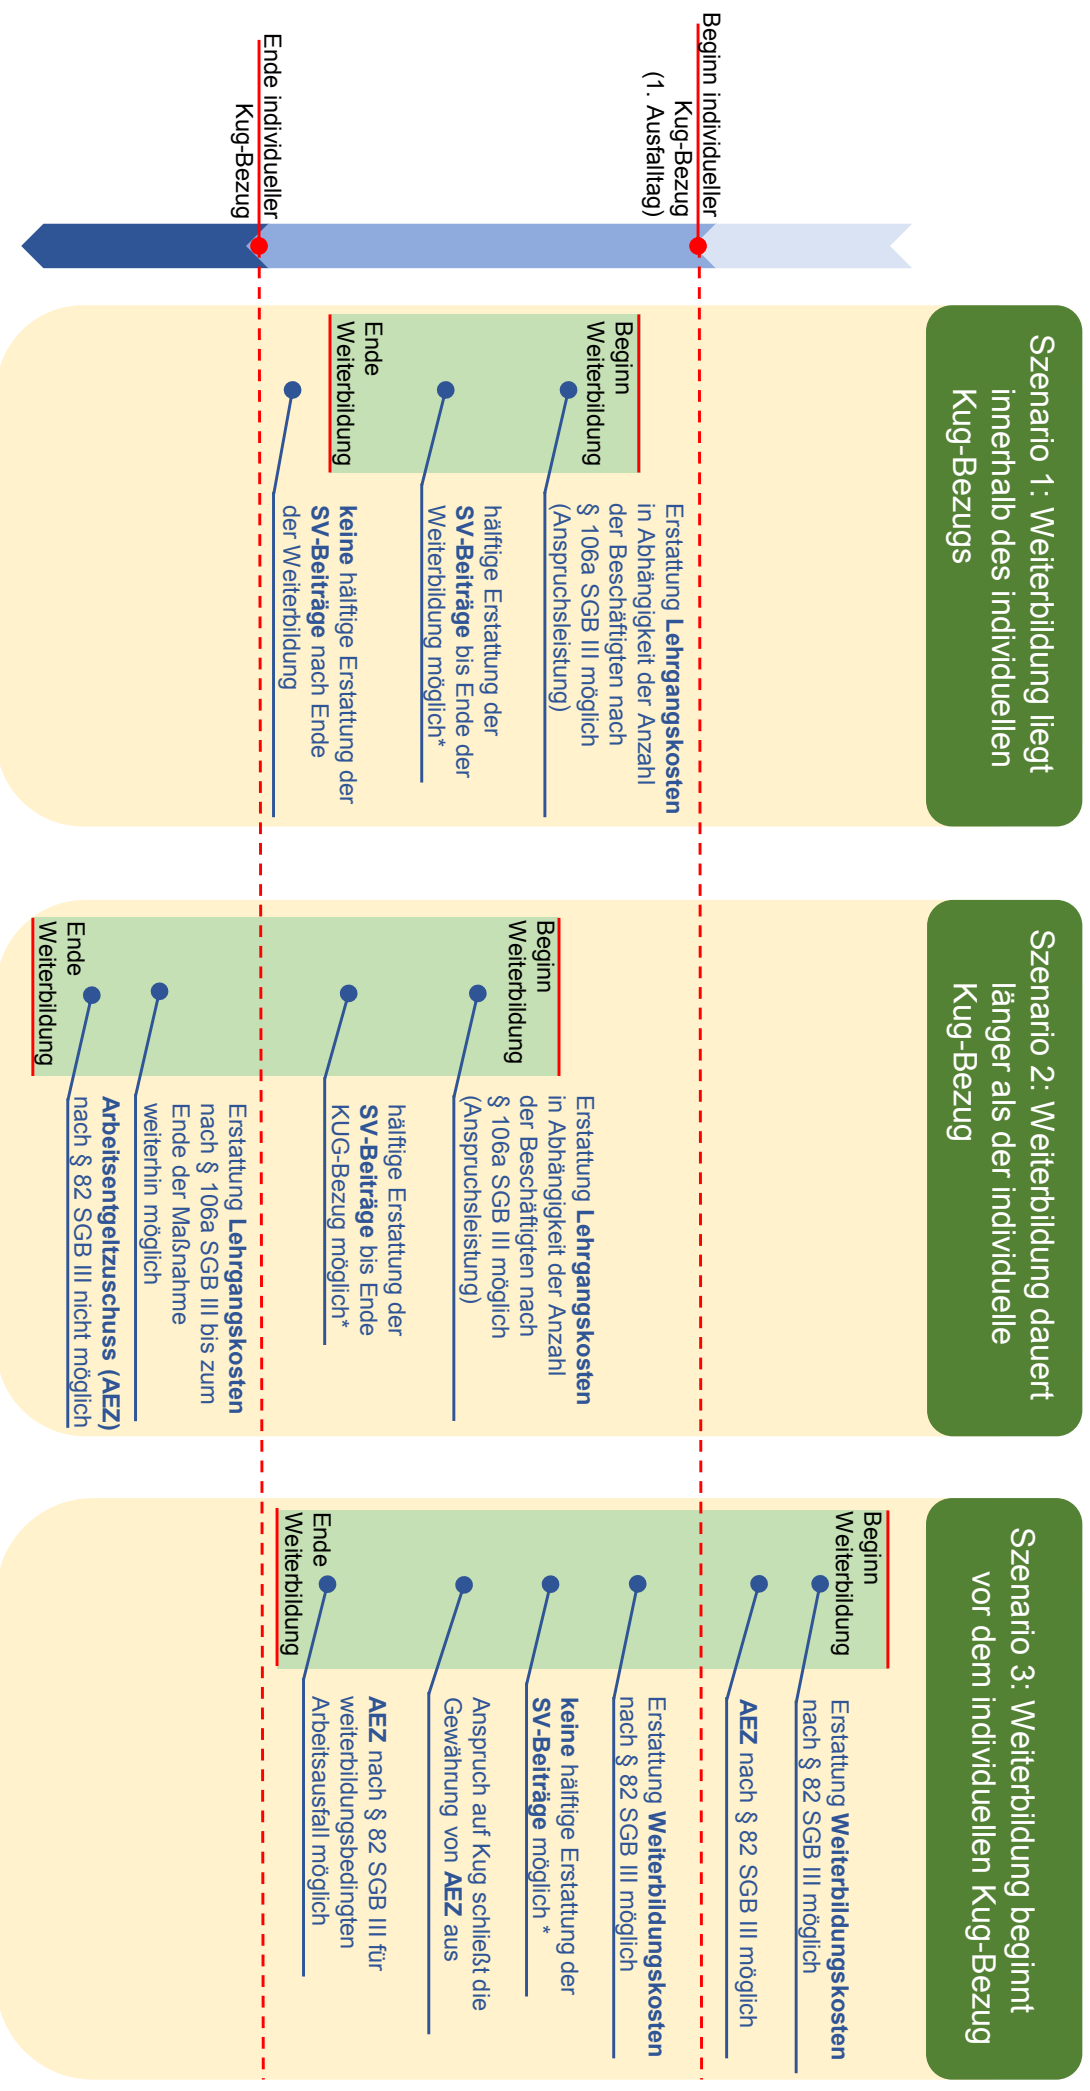 Beginn individueller
Kug-Bezug
(1. Ausfalltag)
Ende individueller
Kug-Bezug
Szenario 1: Weiterbildung liegt
innerhalb des individuellen
Kug-Bezugs
Beginn
Weiterbildung
Erstattung Lehrgangskosten
in Abhängigkeit der Anzahl
der Beschäftigten nach
§ 106a SGB III möglich
(Anspruchsleistung)
hälftige Erstattung der
SV-Beiträge bis Ende der
Weiterbildung möglich*
Ende
Weiterbildung
keine hälftige Erstattung der
SV-Beiträge nach Ende
der Weiterbildung
Szenario 2: Weiterbildung dauert
länger als der individuelle
Kug-Bezug
Beginn
Weiterbildung
Erstattung Lehrgangskosten
in Abhängigkeit der Anzahl
der Beschäftigten nach
§ 106a SGB III möglich
(Anspruchsleistung)
hälftige Erstattung der
SV-Beiträge bis Ende
KUG-Bezug möglich*
Erstattung Lehrgangskosten
nach § 106a SGB III bis zum
Ende der Maßnahme
weiterhin möglich
Arbeitsentgeltzuschuss (AEZ)
nach § 82 SGB III nicht möglich
Ende
Weiterbildung
Szenario 3: Weiterbildung beginnt
vor dem individuellen Kug-Bezug
Beginn
Weiterbildung
Erstattung Weiterbildungskosten
nach § 82 SGB III möglich
AEZ nach § 82 SGB III möglich
Erstattung Weiterbildungskosten
nach § 82 SGB III möglich
keine hälftige Erstattung der
SV-Beiträge möglich *
Anspruch auf Kug schließt die
Gewährung von AEZ aus
AEZ nach § 82 SGB III für
weiterbildungsbedingten
Arbeitsausfall möglich
Ende
Weiterbildung